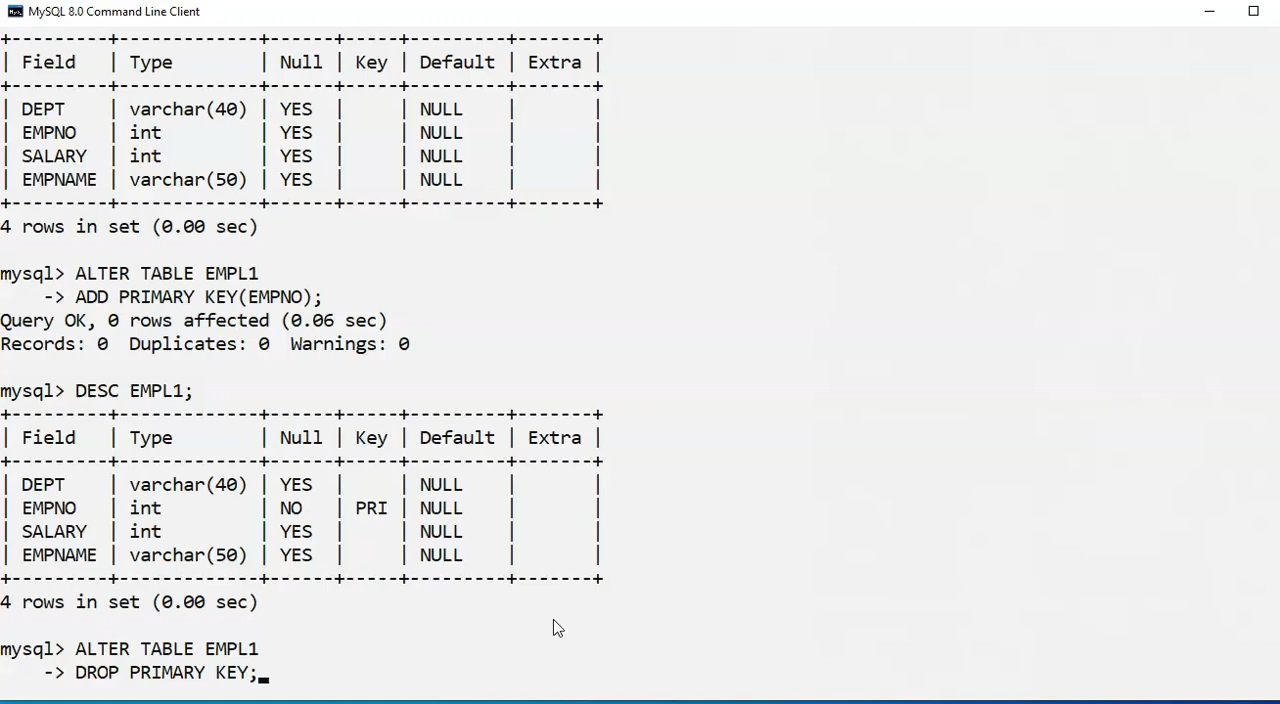 MySQL 8.0 Command Line Client
+---------+-------------+------+-----+---------+-------+
| Field   | Type        | Null | Key | Default | Extra |
+---------+-------------+------+-----+---------+-------+
| DEPT    | varchar(40) | YES  |     | NULL    |       |
| EMPNO   | int         | YES  |     | NULL    |       |
| SALARY  | int         | YES  |     | NULL    |       |
| EMPNAME | varchar(50) | YES  |     | NULL    |       |
+---------+-------------+------+-----+---------+-------+
4 rows in set (0.00 sec)
mysql> ALTER TABLE EMPL1
    -> ADD PRIMARY KEY(EMPNO);
Query OK, 0 rows affected (0.06 sec)
Records: 0  Duplicates: 0  Warnings: 0
mysql> DESC EMPL1;
+---------+-------------+------+-----+---------+-------+
| Field   | Type        | Null | Key | Default | Extra |
+---------+-------------+------+-----+---------+-------+
| DEPT    | varchar(40) | YES  |     | NULL    |       |
| EMPNO   | int         | NO   | PRI | NULL    |       |
| SALARY  | int         | YES  |     | NULL    |       |
| EMPNAME | varchar(50) | YES  |     | NULL    |       |
+---------+-------------+------+-----+---------+-------+
4 rows in set (0.00 sec)
mysql> ALTER TABLE EMPL1
    -> DROP PRIMARY KEY;